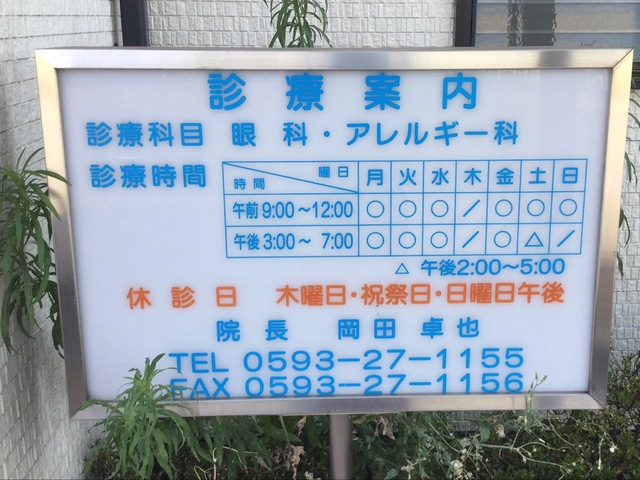 診療案内
診療科目 眼科・アレルギー科
診療時間
時間 曜日 月 火 水 木 金 土 日
午前9:00〜12:00 ○ ○ ○ ／ ○ ○ ○
午後3:00〜 7:00 ○ ○ ○ ／ ○ △ ／
△ 午後2:00〜5:00
休診日 木曜日・祝祭日・日曜日午後
院長 岡田卓也
TEL 0593-27-1155
FAX 0593-27-1156